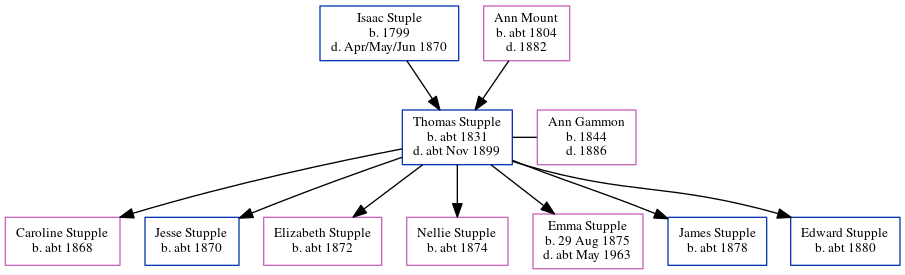 Isaac Stuple
b. 1799
d. Apr/May/Jun 1870
Ann Mount
b. abt 1804
d. 1882
Thomas Stupple
b. abt 1831
d. abt Nov 1899
Ann Gammon
b. 1844
d. 1886
Caroline Stupple
b. abt 1868
Jesse Stupple
b. abt 1870
Elizabeth Stupple
b. abt 1872
Nellie Stupple
b. abt 1874
Emma Stupple
b. 29 Aug 1875
d. abt May 1963
James Stupple
b. abt 1878
Edward Stupple
b. abt 1880